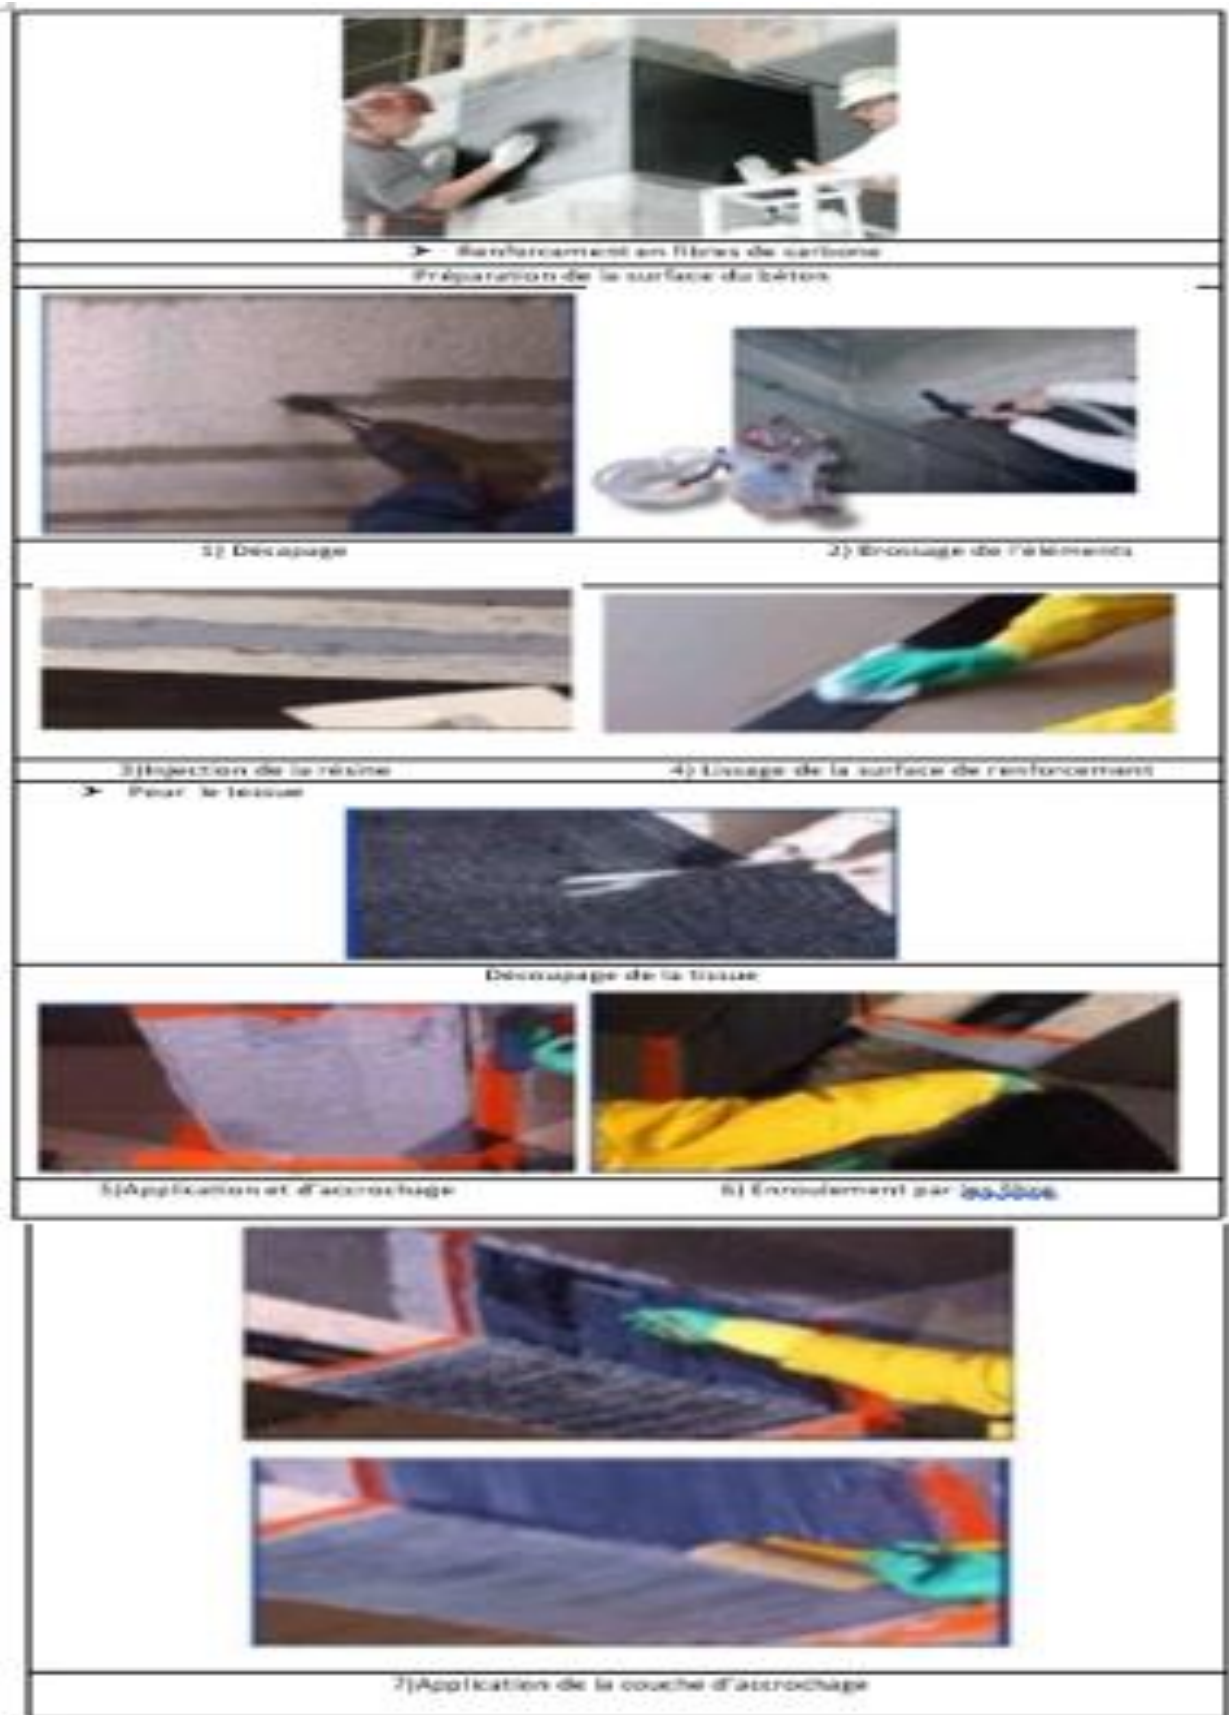 ➤ Renforcement en fibres de carbone
Préparation de la surface du béton
1) Décapage
2) Brossage de l'éléments
3)Injection de la résine
4) Lissage de la surface de renforcement
➤ Pour le tessue
Découpage de la tissue
5)Application et d'accrochage
6) Enroulement par
7)Application de la couche d'accrochage